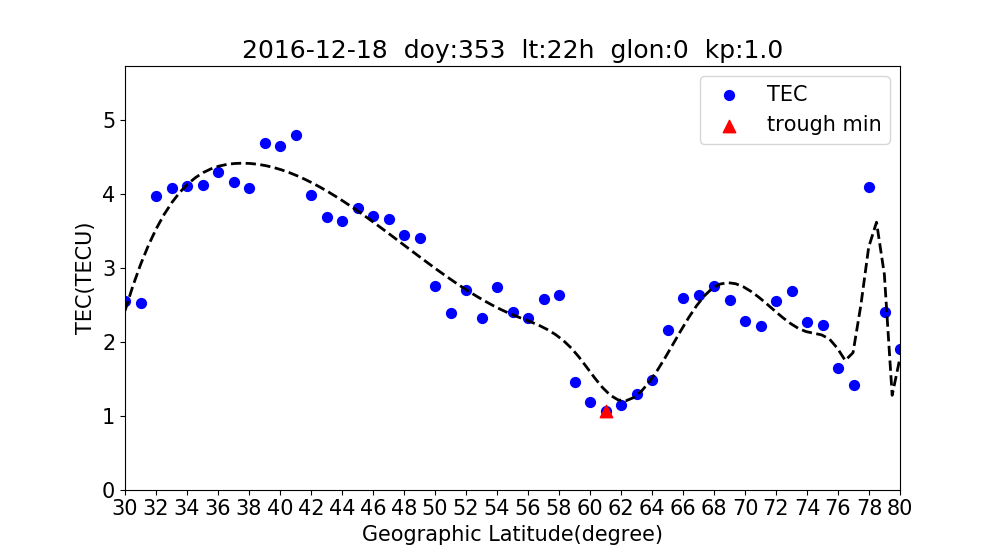 2016-12-18  doy:353  lt:22h  glon:0  kp:1.0
TEC
trough min
TEC(TECU)
5
4
3
2
1
0
30 32 34 36 38 40 42 44 46 48 50 52 54 56 58 60 62 64 66 68 70 72 74 76 78 80
Geographic Latitude(degree)